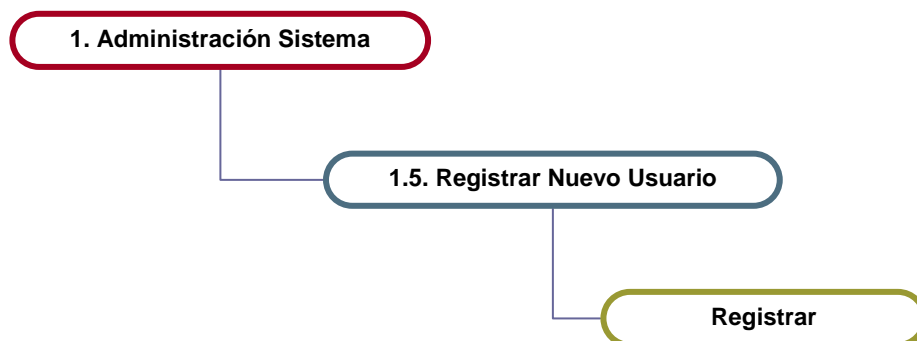 1. Administración Sistema
1.5. Registrar Nuevo Usuario
Registrar